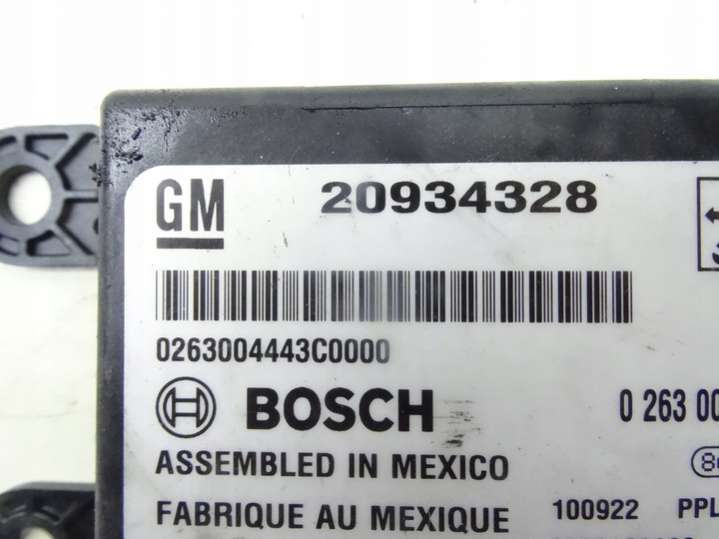 GM 20934328
0263004443C0000
BOSCH 0 263 00
ASSEMBLED IN MEXICO
FABRIQUE AU MEXIQUE 100922 PPL